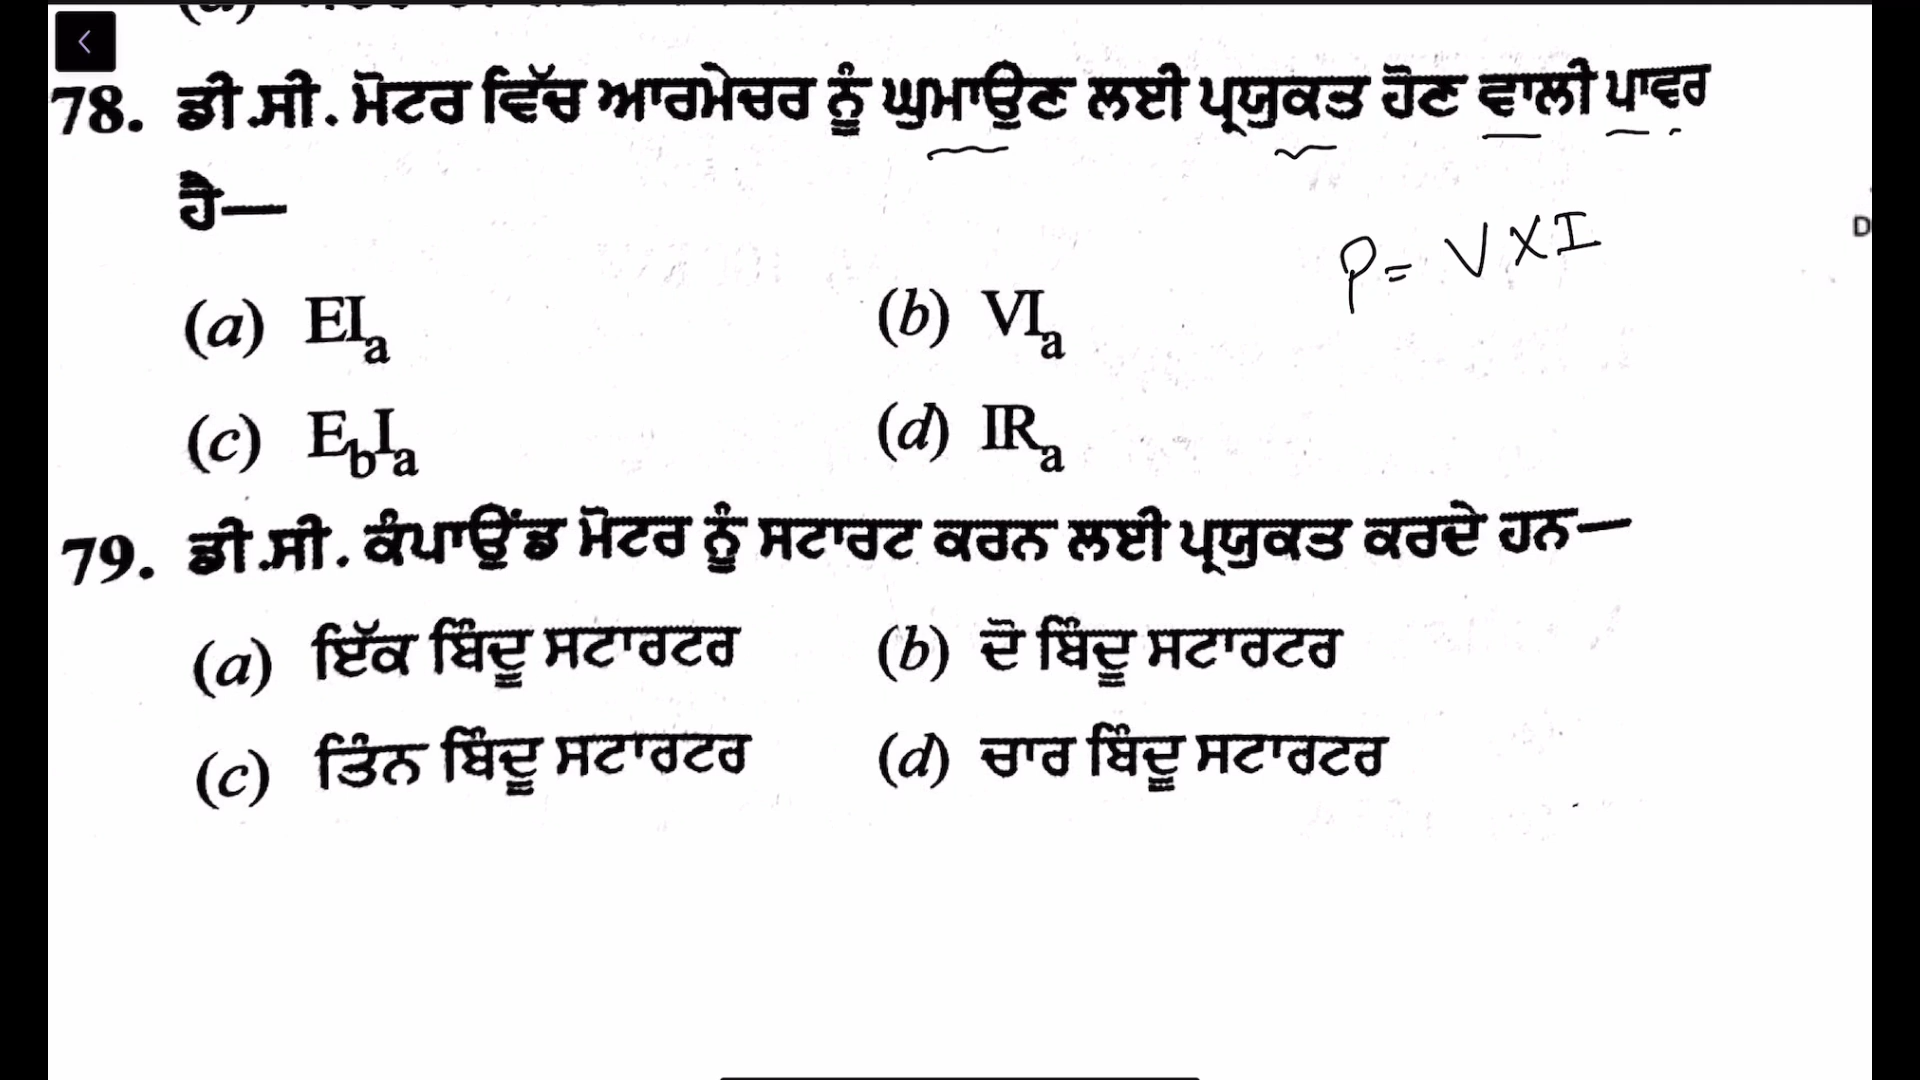 78. ਡੀ.ਸੀ. ਮੋਟਰ ਵਿੱਚ ਆਰਮੇਚਰ ਨੂੰ ਘੁਮਾਉਣ ਲਈ ਪ੍ਰਯੁਕਤ ਹੋਣ ਵਾਲੀ ਪਾਵਰ
ਹੈ—
P = V X I
D
(a) EIa (b) VIa
(c) EbIa (d) IRa
79. ਡੀ.ਸੀ. ਕੰਪਾਉਂਡ ਮੋਟਰ ਨੂੰ ਸਟਾਰਟ ਕਰਨ ਲਈ ਪ੍ਰਯੁਕਤ ਕਰਦੇ ਹਨ—
(a) ਇੱਕ ਬਿੰਦੂ ਸਟਾਰਟਰ (b) ਦੋ ਬਿੰਦੂ ਸਟਾਰਟਰ
(c) ਤਿੰਨ ਬਿੰਦੂ ਸਟਾਰਟਰ (d) ਚਾਰ ਬਿੰਦੂ ਸਟਾਰਟਰ